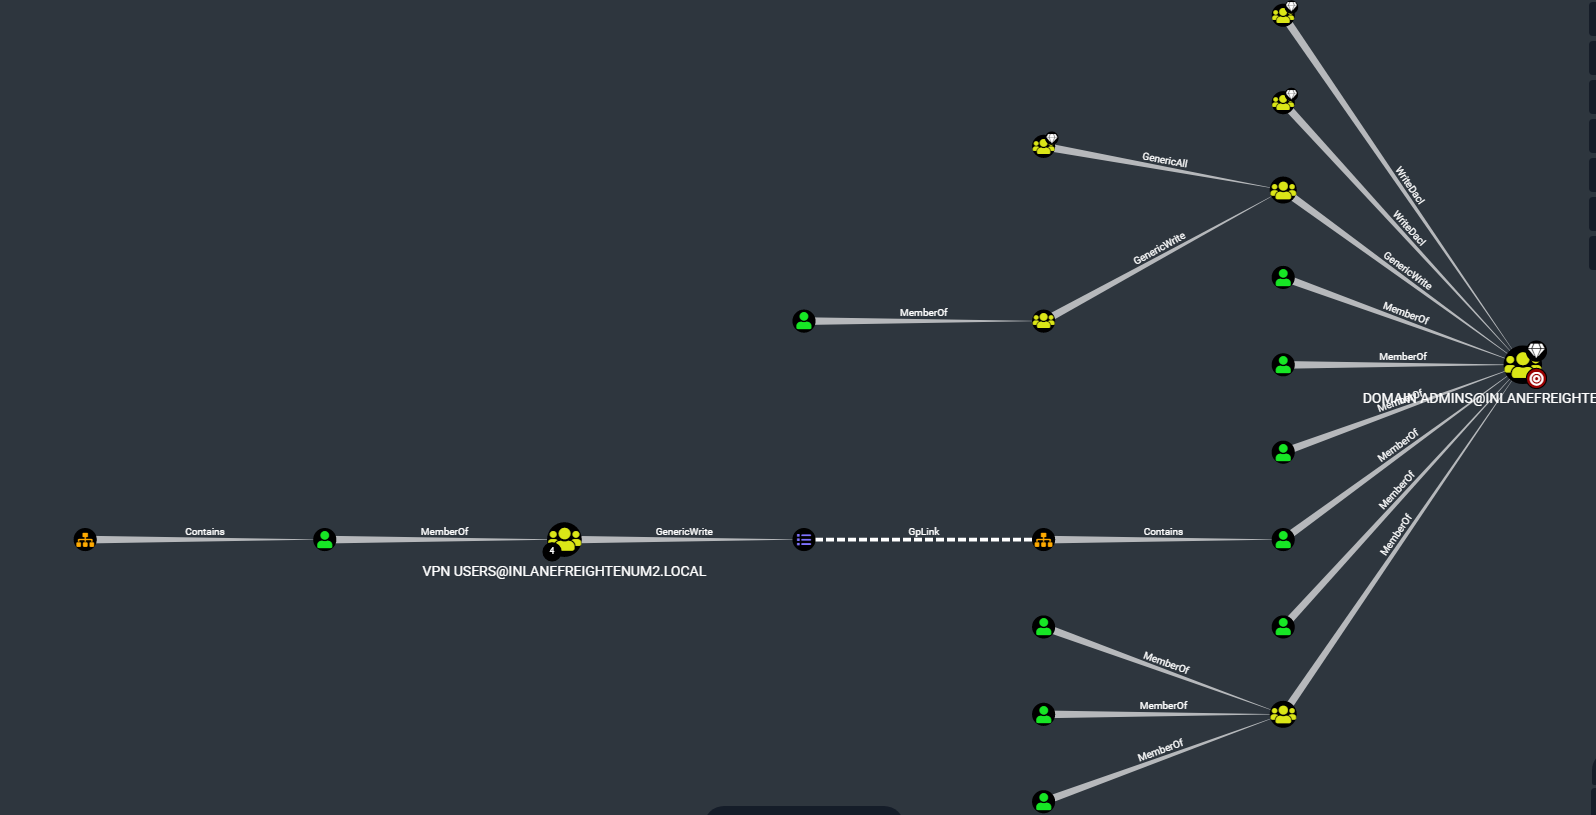 WriteDacl
WriteDacl
GenericAll
GenericWrite
GenericWrite
MemberOf
MemberOf
MemberOf
MemberOf
DOMAIN ADMINS@INLANEFREIGHTE
MemberOf
MemberOf
MemberOf
Contains
MemberOf
GenericWrite
GpLink
Contains
4
VPN USERS@INLANEFREIGHTENUM2.LOCAL
MemberOf
MemberOf
MemberOf